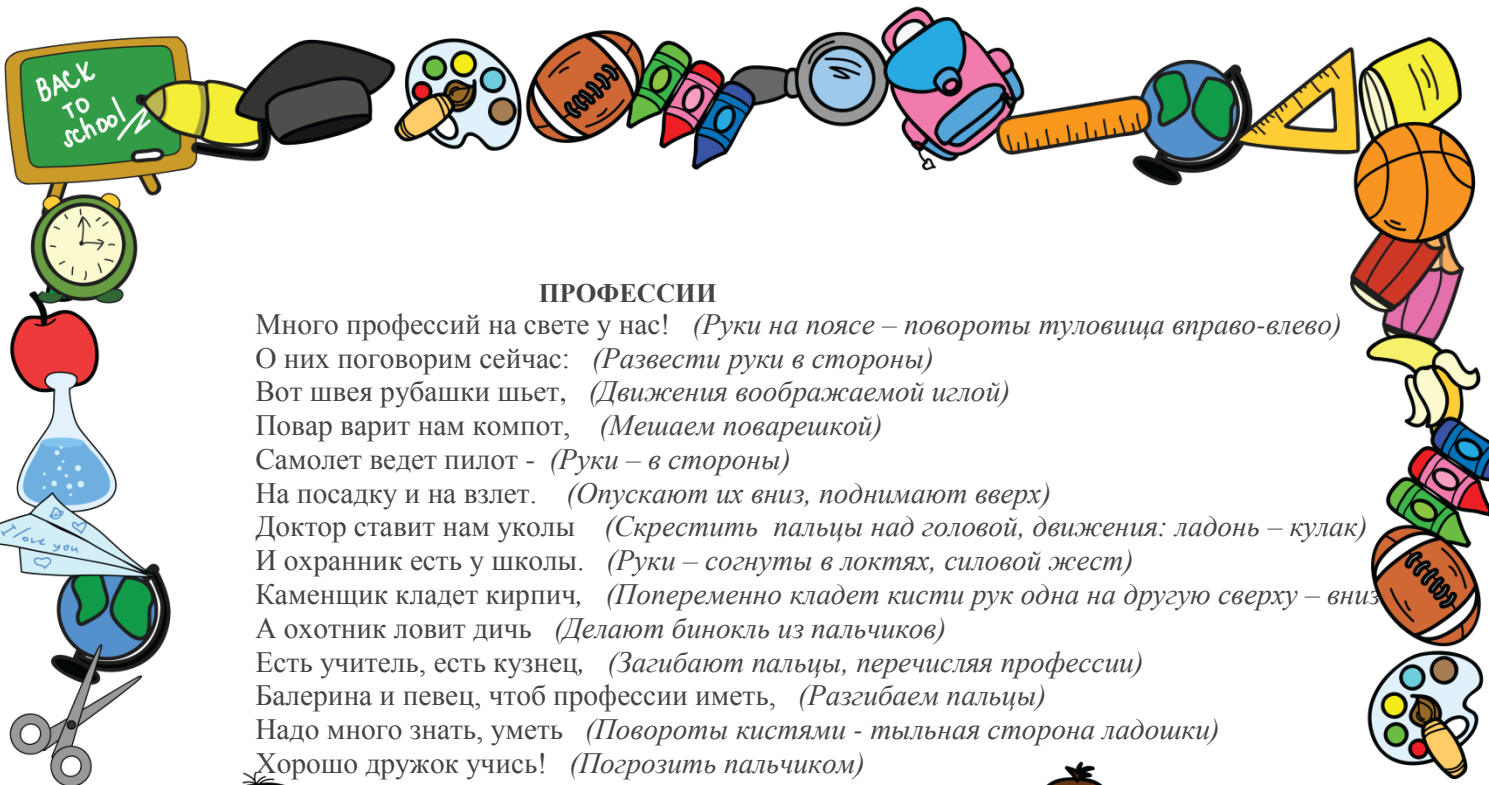 BACK
TO
school
ПРОФЕССИИ
Много профессий на свете у нас! (Руки на поясе – повороты туловища вправо-влево)
О них поговорим сейчас: (Развести руки в стороны)
Вот швея рубашки шьет, (Движения воображаемой иглой)
Повар варит нам компот, (Мешаем поварешкой)
Самолет ведет пилот - (Руки – в стороны)
На посадку и на взлет. (Опускают их вниз, поднимают вверх)
Доктор ставит нам уколы (Скрестить пальцы над головой, движения: ладонь – кулак)
И охранник есть у школы. (Руки – согнуты в локтях, силовой жест)
Каменщик кладет кирпич, (Попеременно кладет кисти рук одна на другую сверху – вниз
А охотник ловит дичь (Делают бинокль из пальчиков)
I love you
Есть учитель, есть кузнец, (Загибают пальцы, перечисляя профессии)
Балерина и певец, чтоб профессии иметь, (Разгибаем пальцы)
Надо много знать, уметь (Повороты кистями - тыльная сторона ладошки)
Хорошо дружок учись! (Погрозить пальчиком)